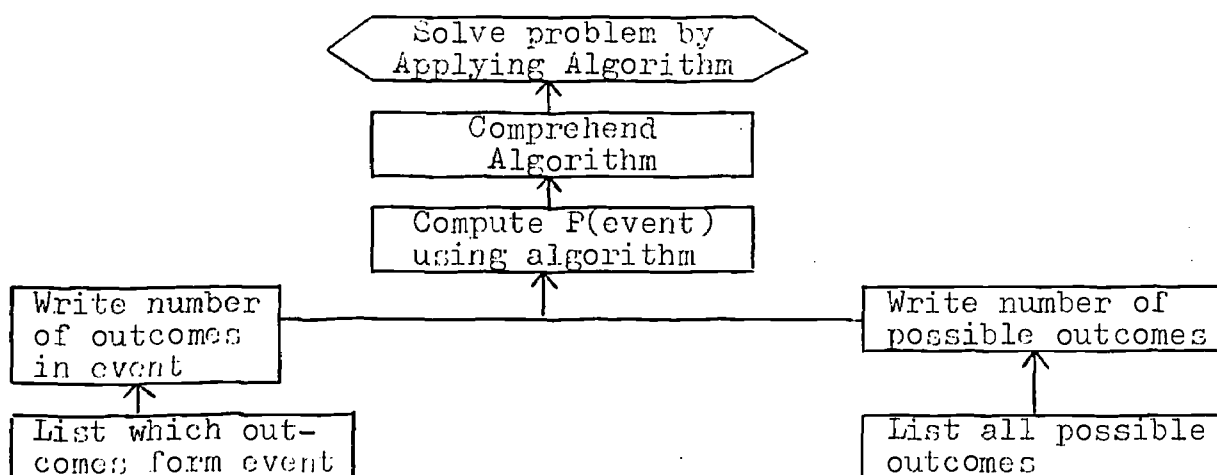 Solve problem by
Applying Algorithm
Comprehend
Algorithm
Compute P(event)
using algorithm
Write number
of outcomes
in event
Write number of
possible outcomes
List which out-
comes form event
List all possible
outcomes